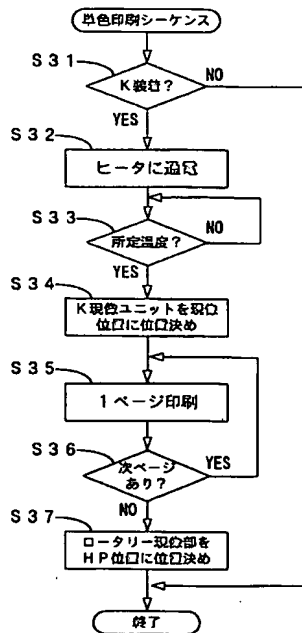 単色印刷シーケンス
S31
K装着?
NO
YES
S32
ヒータに通電
S33
所定温度?
NO
YES
S34
K現像ユニットを現像
位置に位置決め
S35
1ページ印刷
S36
次ページ
あり?
YES
NO
S37
ロータリー現像部を
HP位置に位置決め
終了